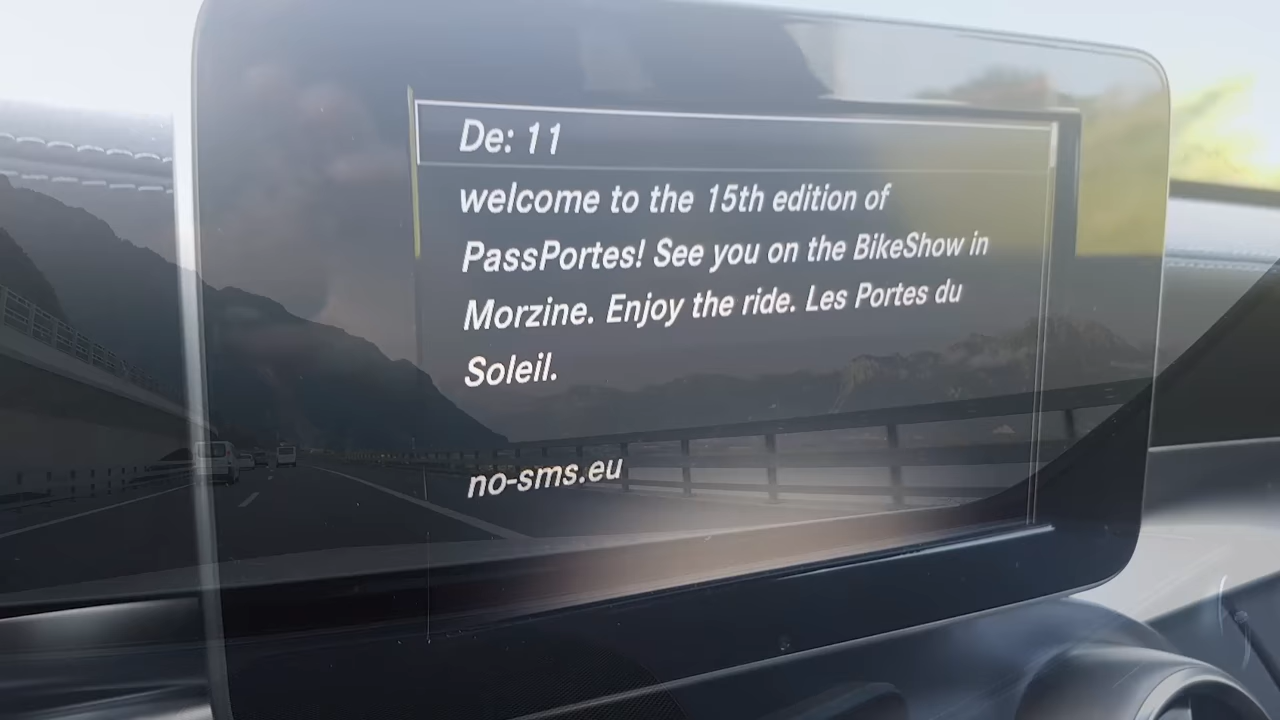 De: 11
welcome to the 15th edition of
PassPortes! See you on the BikeShow in
Morzine. Enjoy the ride. Les Portes du
Soleil.
no-sms.eu